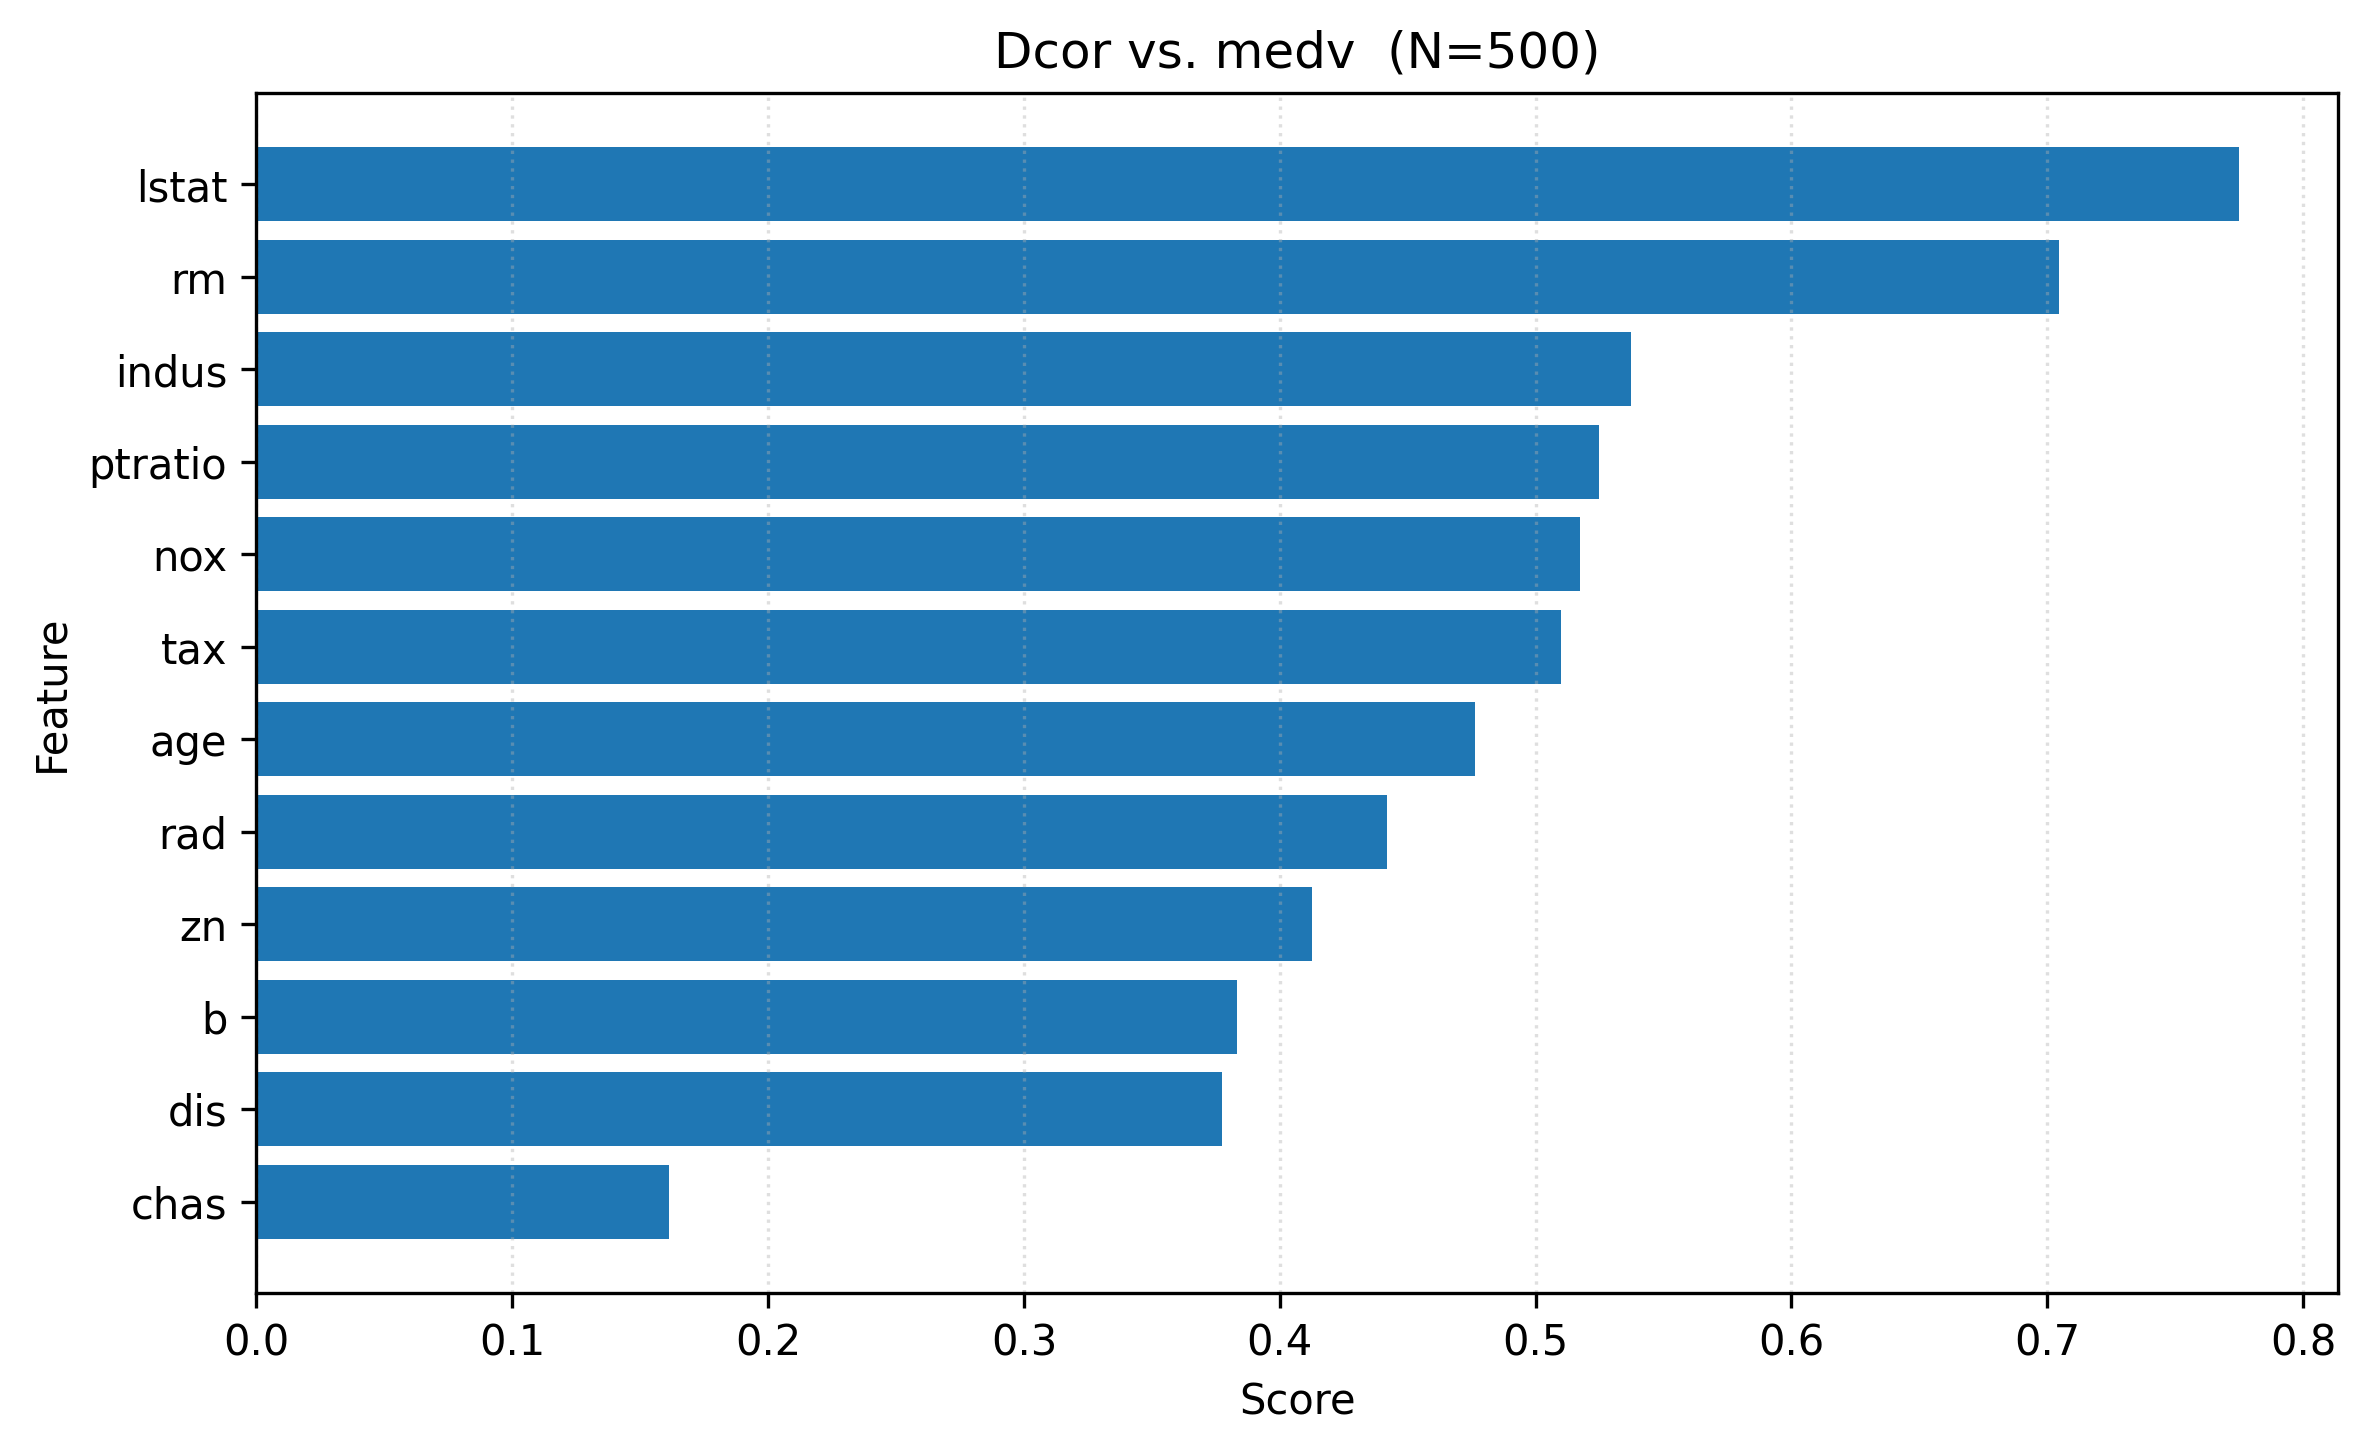 Dcor vs. medv  (N=500)
lstat
rm
indus
ptratio
nox
tax
age
rad
zn
b
dis
chas
Feature
0.0 0.1 0.2 0.3 0.4 0.5 0.6 0.7 0.8
Score